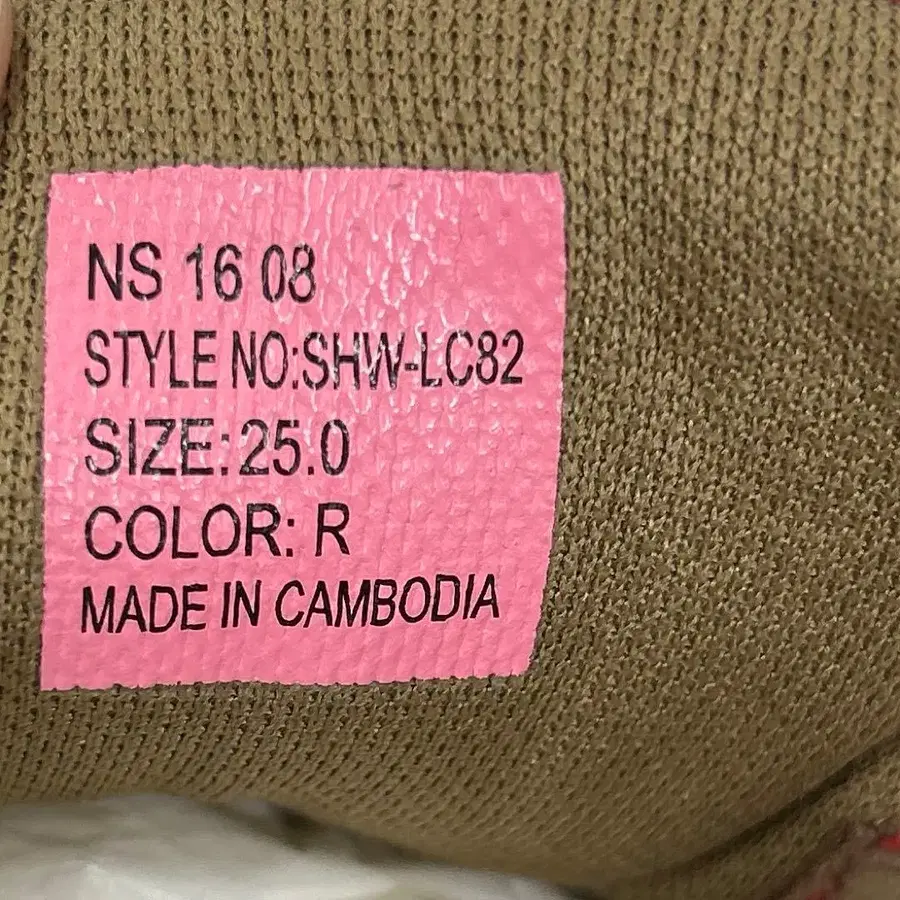 NS 16 08
STYLE NO:SHW-LC82
SIZE:25.0
COLOR: R
MADE IN CAMBODIA